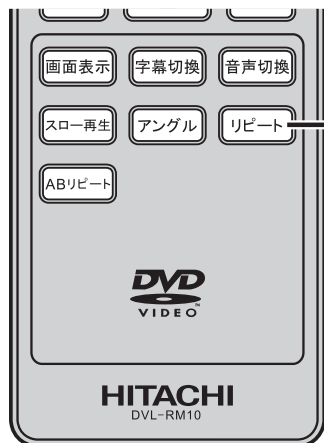 画面表示 字幕切換 音声切換
スロー再生 アングル リピート
ABリピート
DVD
VIDEO
TM
HITACHI
DVL-RM10